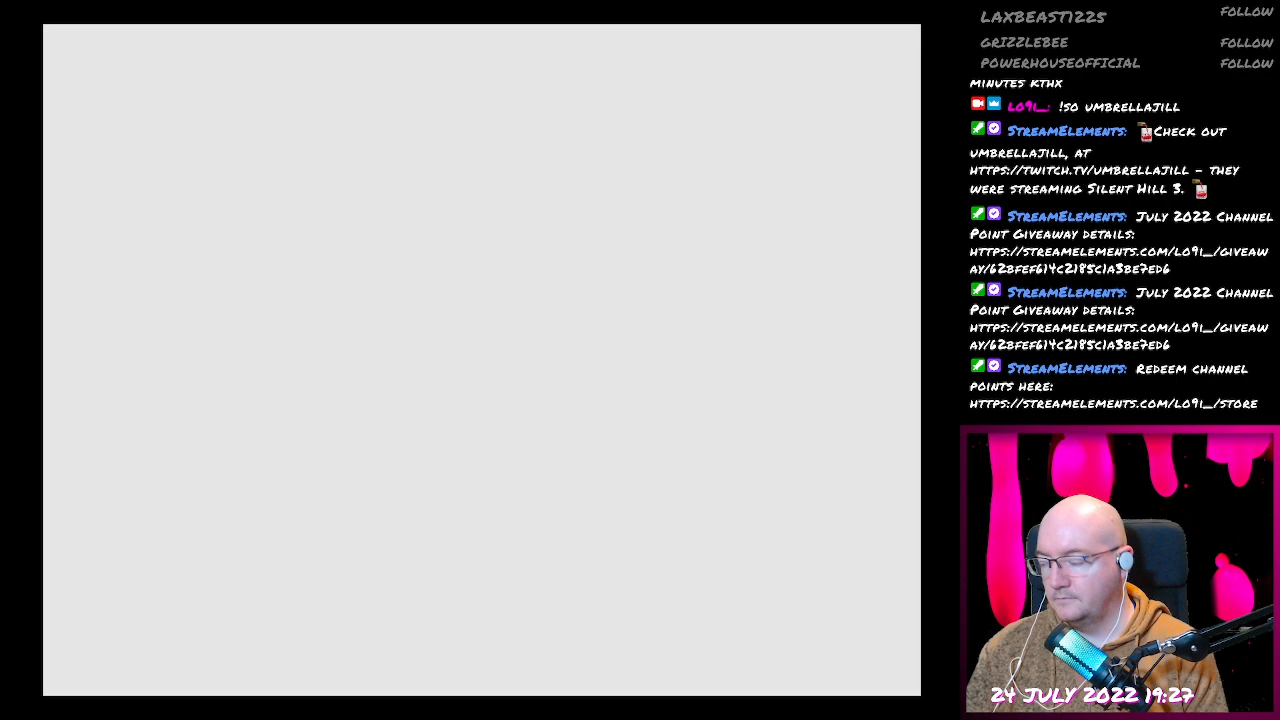 LAXBEAST1225 FOLLOW
GRIZZLEBEE FOLLOW
POWERHOUSEOFFICIAL FOLLOW
MINUTES KTHX
LO9I_: !SO UMBRELLAJILL
STREAMELEMENTS: CHECK OUT
UMBRELLAJILL, AT
HTTPS://TWITCH.TV/UMBRELLAJILL - THEY
WERE STREAMING SILENT HILL 3.
STREAMELEMENTS: JULY 2022 CHANNEL
POINT GIVEAWAY DETAILS:
HTTPS://STREAMELEMENTS.COM/LO9I_/GIVEAW
AY/62BFEF614C2185C1A3BE7ED6
STREAMELEMENTS: JULY 2022 CHANNEL
POINT GIVEAWAY DETAILS:
HTTPS://STREAMELEMENTS.COM/LO9I_/GIVEAW
AY/62BFEF614C2185C1A3BE7ED6
STREAMELEMENTS: REDEEM CHANNEL
POINTS HERE:
HTTPS://STREAMELEMENTS.COM/LO9I_/STORE
24 JULY 2022 19:27